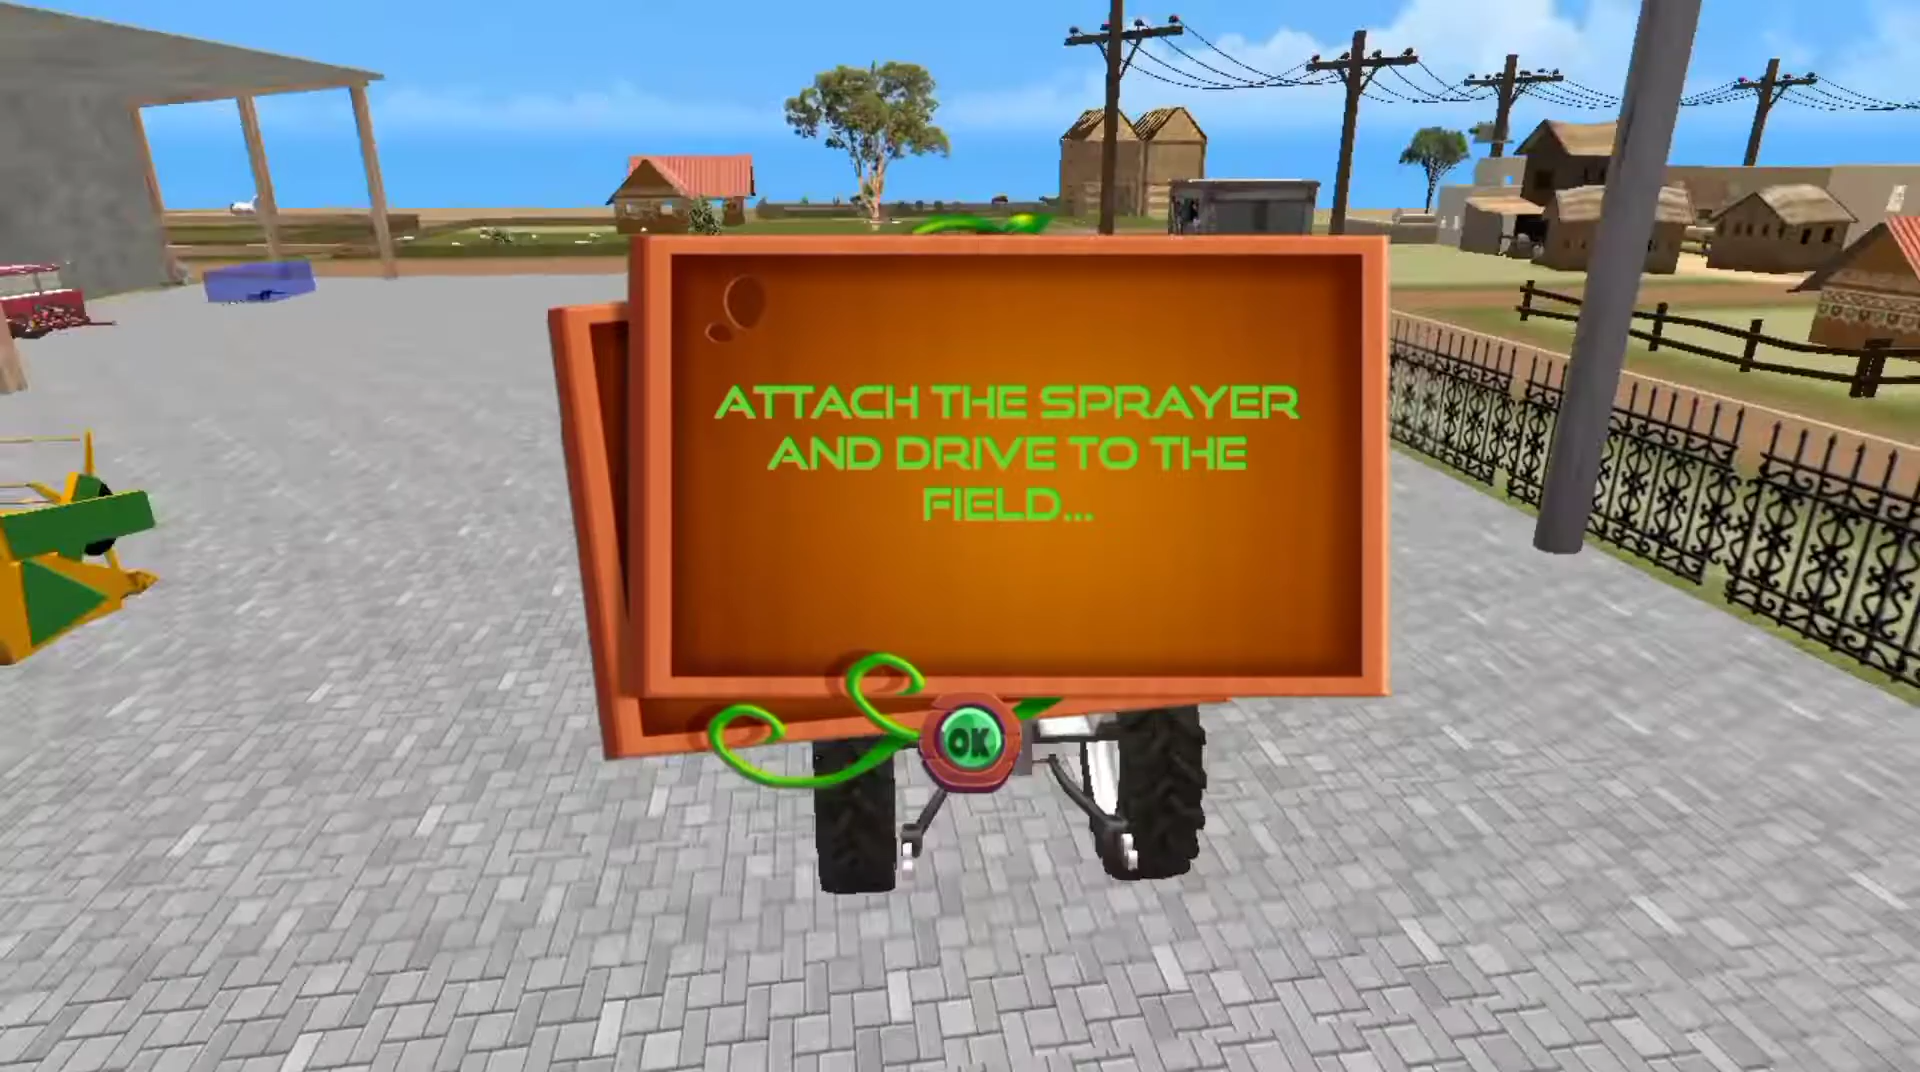 ATTACH THE SPRAYER
AND DRIVE TO THE
FIELD...
OK